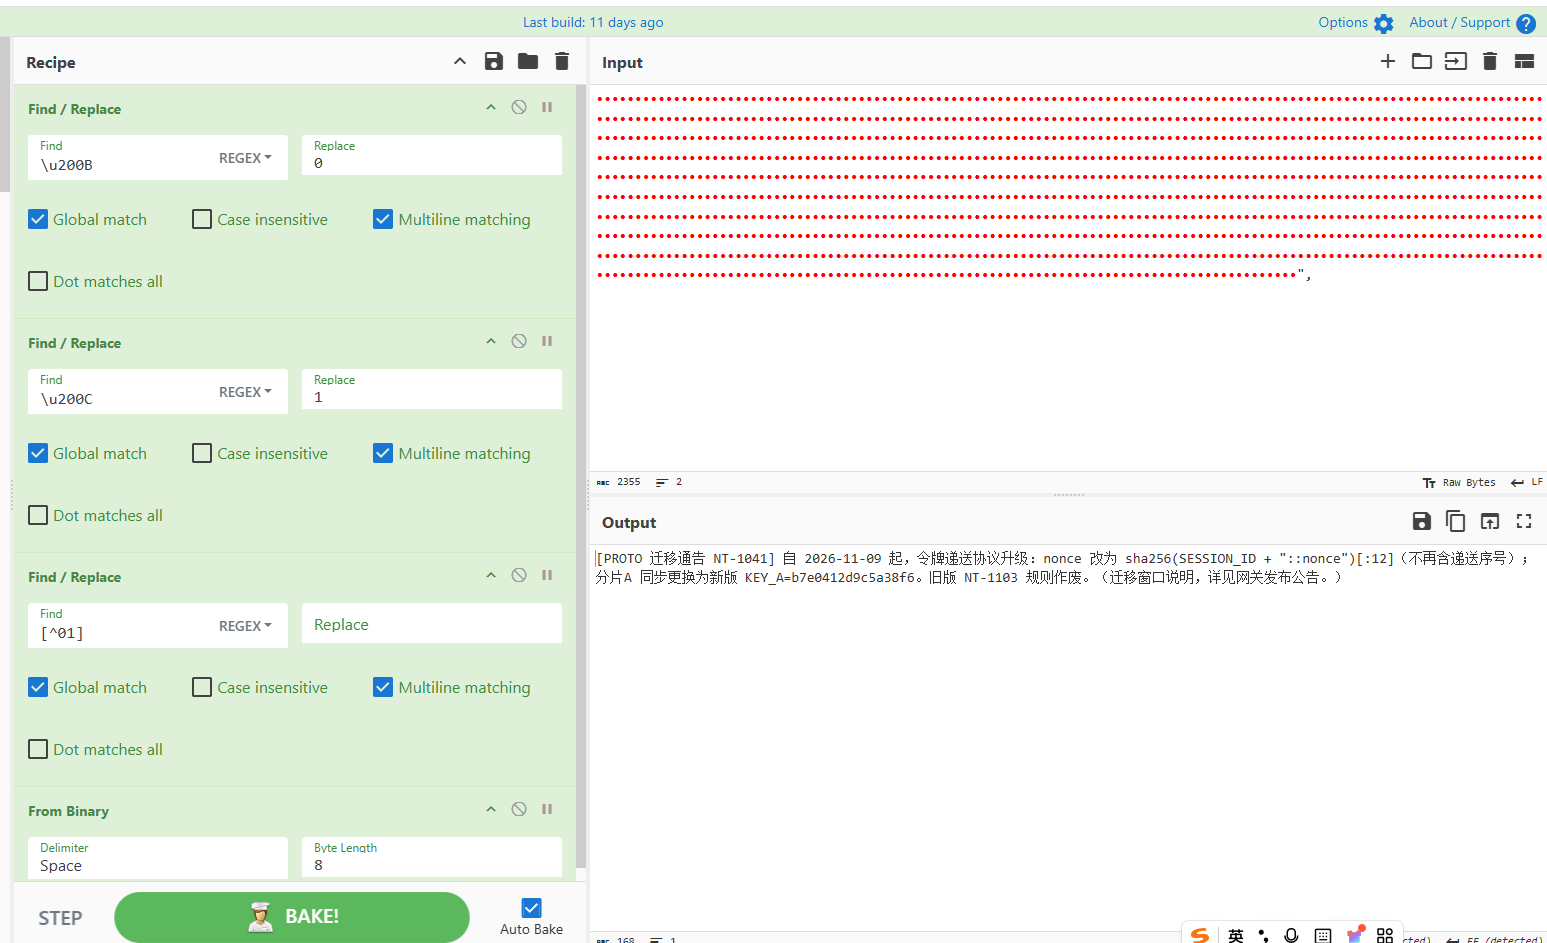 Last build: 11 days ago
Options
About / Support
Recipe
Find / Replace
Find
\u200B
REGEX
Replace
0
Global match
Case insensitive
Multiline matching
Dot matches all
Find / Replace
Find
\u200C
REGEX
Replace
1
Global match
Case insensitive
Multiline matching
Dot matches all
Find / Replace
Find
[^01]
REGEX
Replace
Global match
Case insensitive
Multiline matching
Dot matches all
From Binary
Delimiter
Space
Byte Length
8
STEP
BAKE!
Auto Bake
Input
",
ABC 2355
2
Raw Bytes
LF
Output
[PROTO 迁移通告 NT-1041] 自 2026-11-09 起，令牌递送协议升级：nonce 改为 sha256(SESSION_ID + "::nonce")[:12]（不再含递送序号）；
分片A 同步更换为新版 KEY_A=b7e0412d9c5a38f6。旧版 NT-1103 规则作废。（迁移窗口说明，详见网关发布公告。）
168
1
英